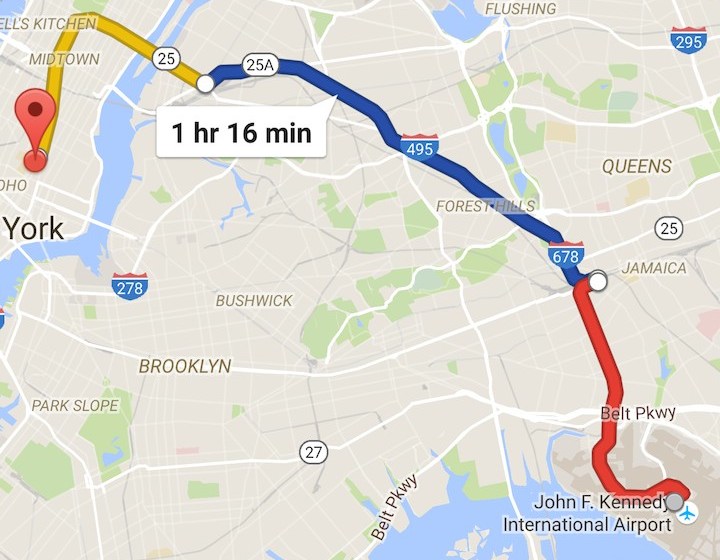 FLUSHING
ELL'S KITCHEN
295
MIDTOWN
25
25A
1 hr 16 min
495
QUEENS
OHO
FOREST HILLS
York
25
678
JAMAICA
278
BUSHWICK
BROOKLYN
PARK SLOPE
Belt Pkwy
27
Belt Pkwy
John F. Kennedy
International Airport